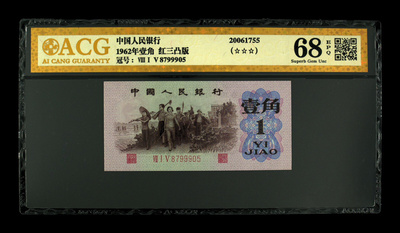 ACG
AI CANG GUARANTY
中国人民银行
1962年壹角 红三凸版
冠号：Ⅷ Ⅰ Ⅴ 8799905
20061755
(☆☆☆)
68 EPQ
Superb Gem Unc
中國人民銀行
壹角
1
YI
JIAO
Ⅷ Ⅰ Ⅴ 8799905